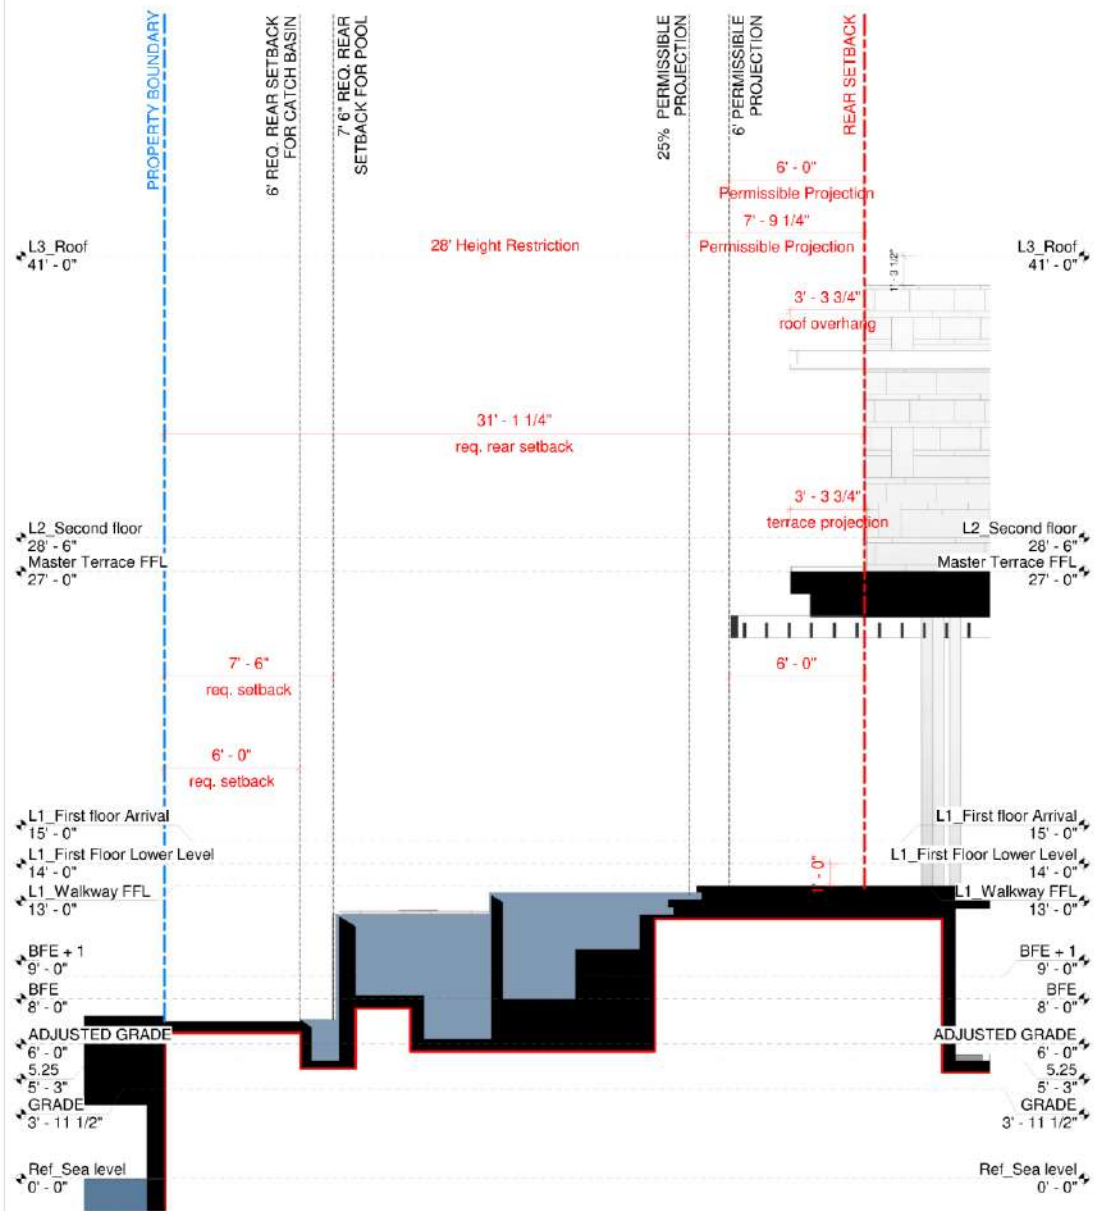 PROPERTY BOUNDARY
6' REQ. REAR SETBACK
FOR CATCH BASIN
7' 6" REQ. REAR
SETBACK FOR POOL
25% PERMISSIBLE
PROJECTION
6' PERMISSIBLE
PROJECTION
REAR SETBACK
6' - 0"
Permissible Projection
7' - 9 1/4"
Permissible Projection
28' Height Restriction
L3_Roof
41' - 0"
L3_Roof
41' - 0"
1' - 3 1/2"
3' - 3 3/4"
roof overhang
31' - 1 1/4"
req. rear setback
3' - 3 3/4"
terrace projection
L2_Second floor
28' - 6"
Master Terrace FFL
27' - 0"
L2_Second floor
28' - 6"
Master Terrace FFL
27' - 0"
7' - 6"
req. setback
6' - 0"
6' - 0"
req. setback
L1_First floor Arrival
15' - 0"
L1_First Floor Lower Level
14' - 0"
L1_Walkway FFL
13' - 0"
L1_First floor Arrival
15' - 0"
L1_First Floor Lower Level
14' - 0"
L1_Walkway FFL
13' - 0"
1' - 0"
BFE + 1
9' - 0"
BFE
8' - 0"
ADJUSTED GRADE
6' - 0"
5.25
5' - 3"
GRADE
3' - 11 1/2"
Ref_Sea level
0' - 0"
BFE + 1
9' - 0"
BFE
8' - 0"
ADJUSTED GRADE
6' - 0"
5.25
5' - 3"
GRADE
3' - 11 1/2"
Ref_Sea level
0' - 0"